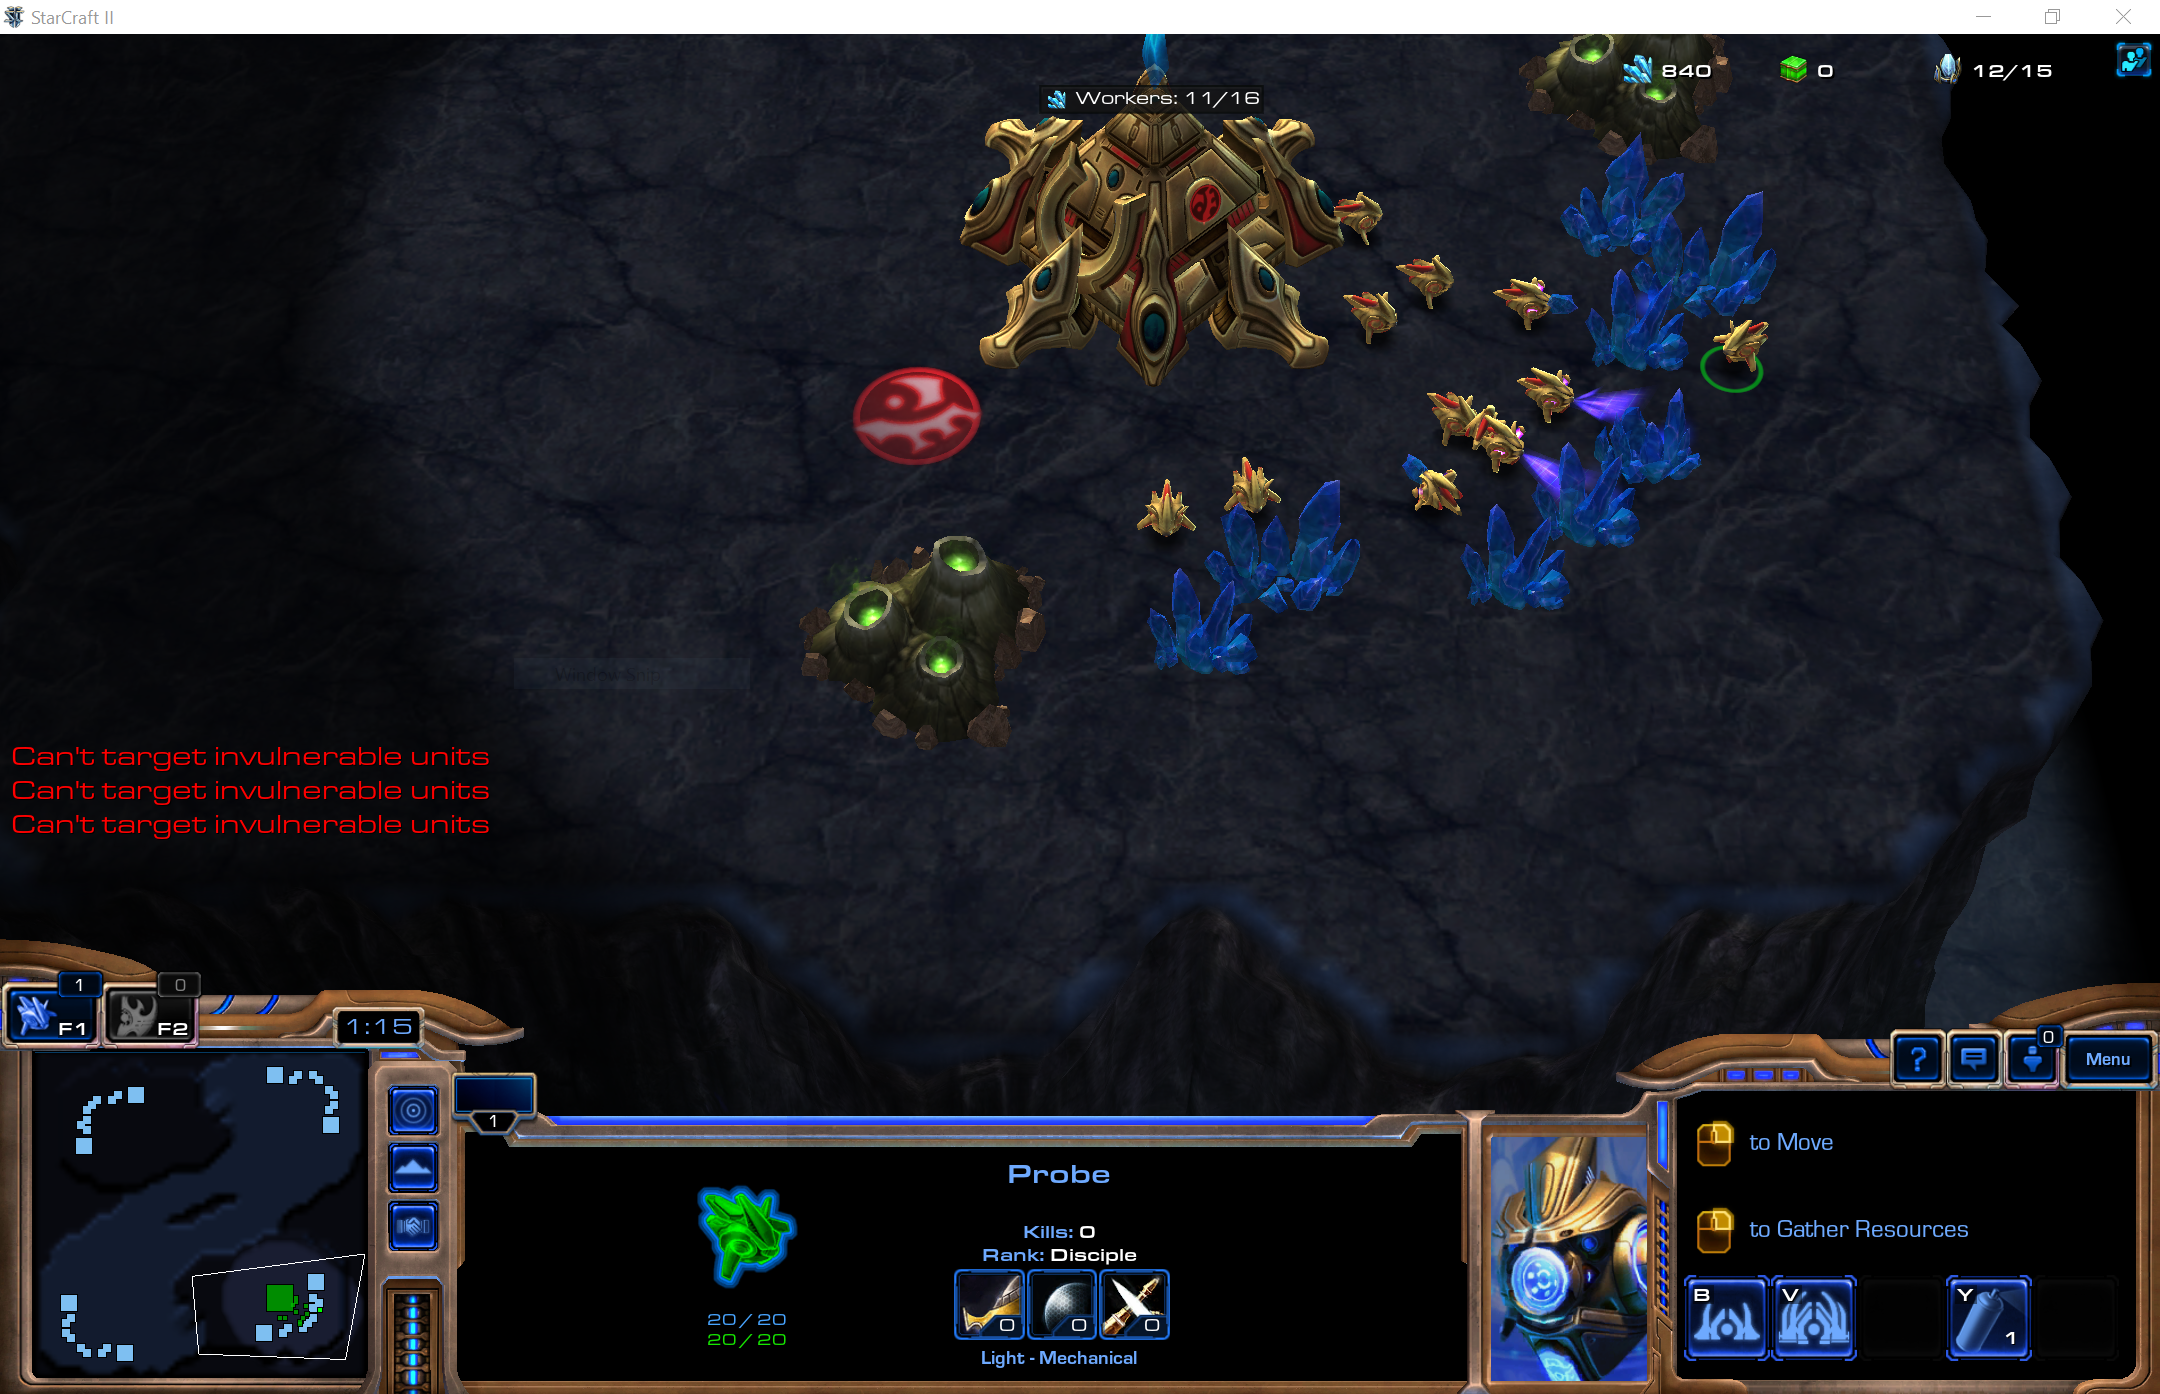 StarCraft II
840
0
12/15
Workers: 11/16
Can't target invulnerable units
Can't target invulnerable units
Can't target invulnerable units
1
0
F1
F2
1:15
0
?
Menu
1
Probe
Kills: 0
Rank: Disciple
0
0
0
20/20
20/20
Light - Mechanical
to Move
to Gather Resources
B
V
Y
1